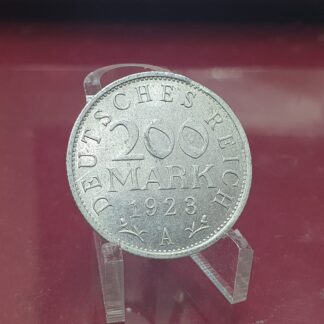 DEUTSCHES REICH
200
MARK
1923
A